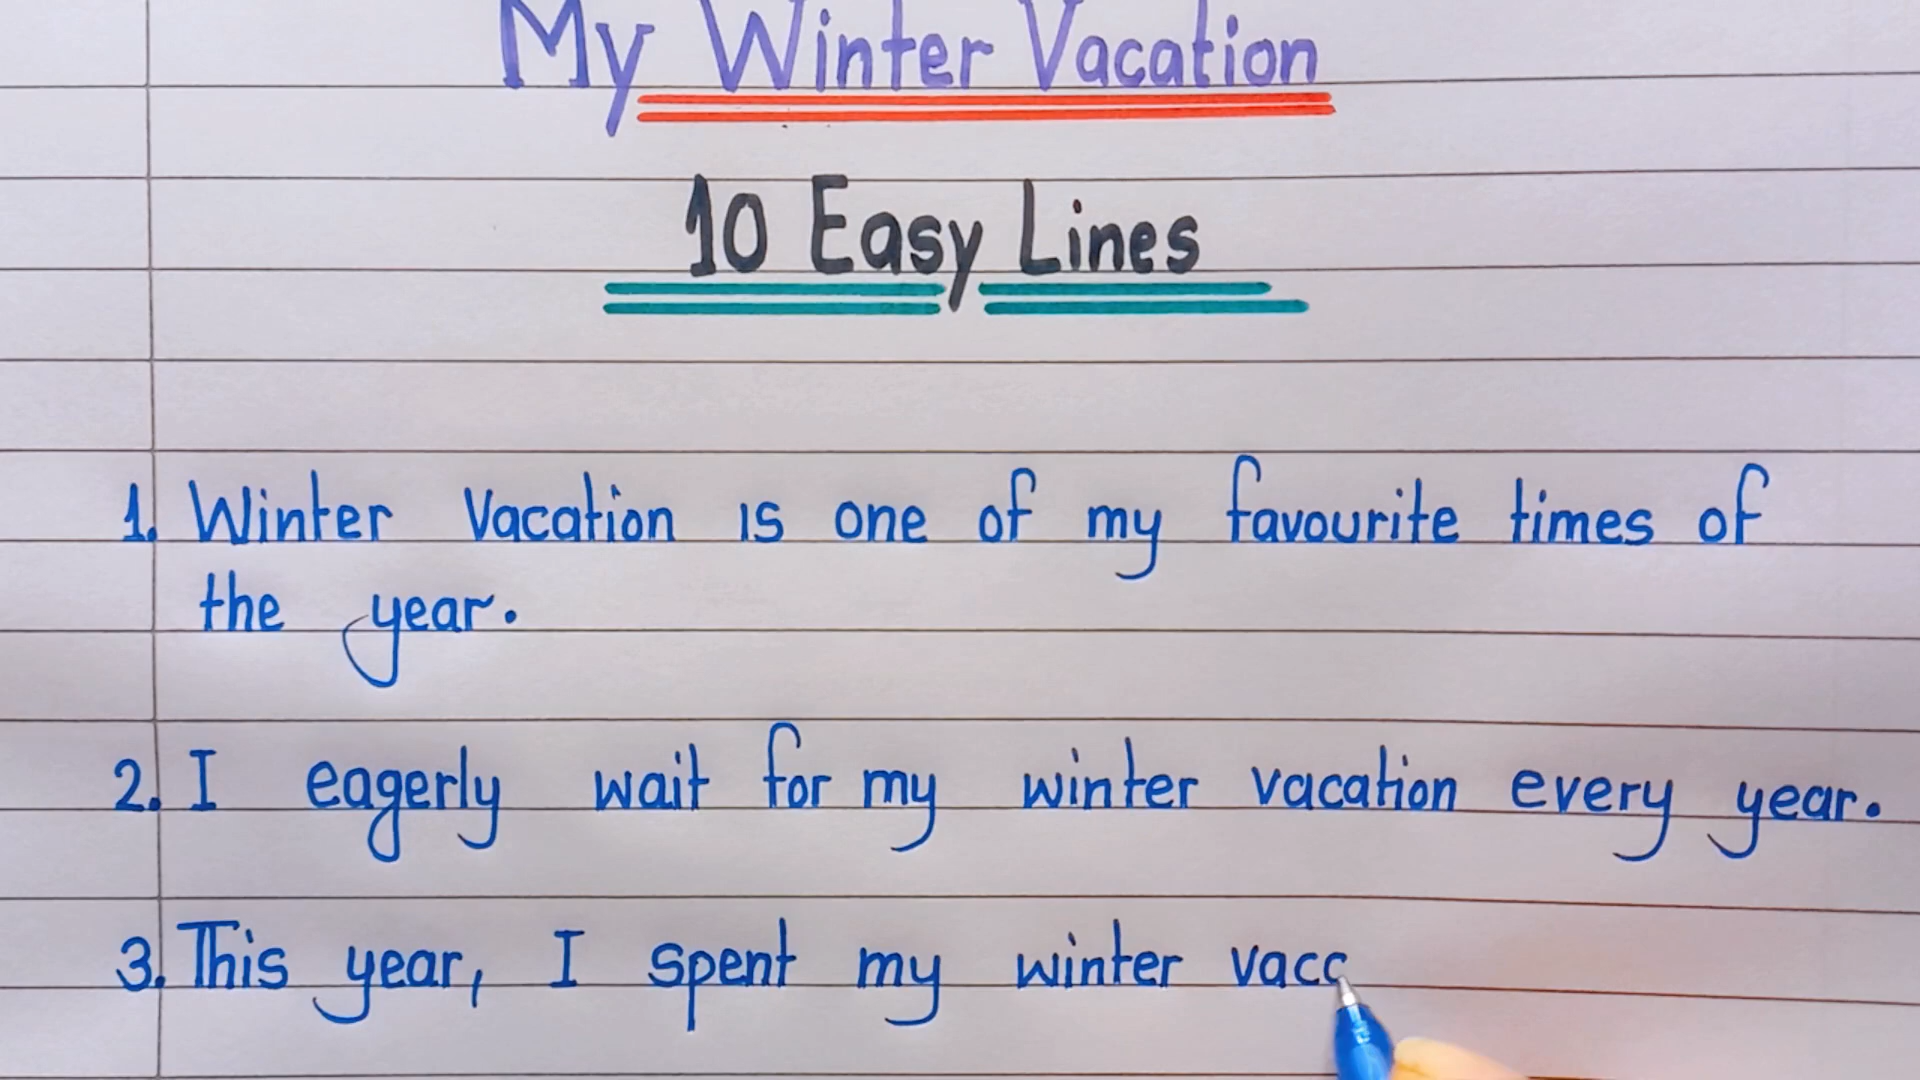 My Winter Vacation
10 Easy Lines
1. Winter Vacation is one of my favourite times of
the year.
2. I eagerly wait for my winter vacation every year.
3. This year, I spent my winter vacc